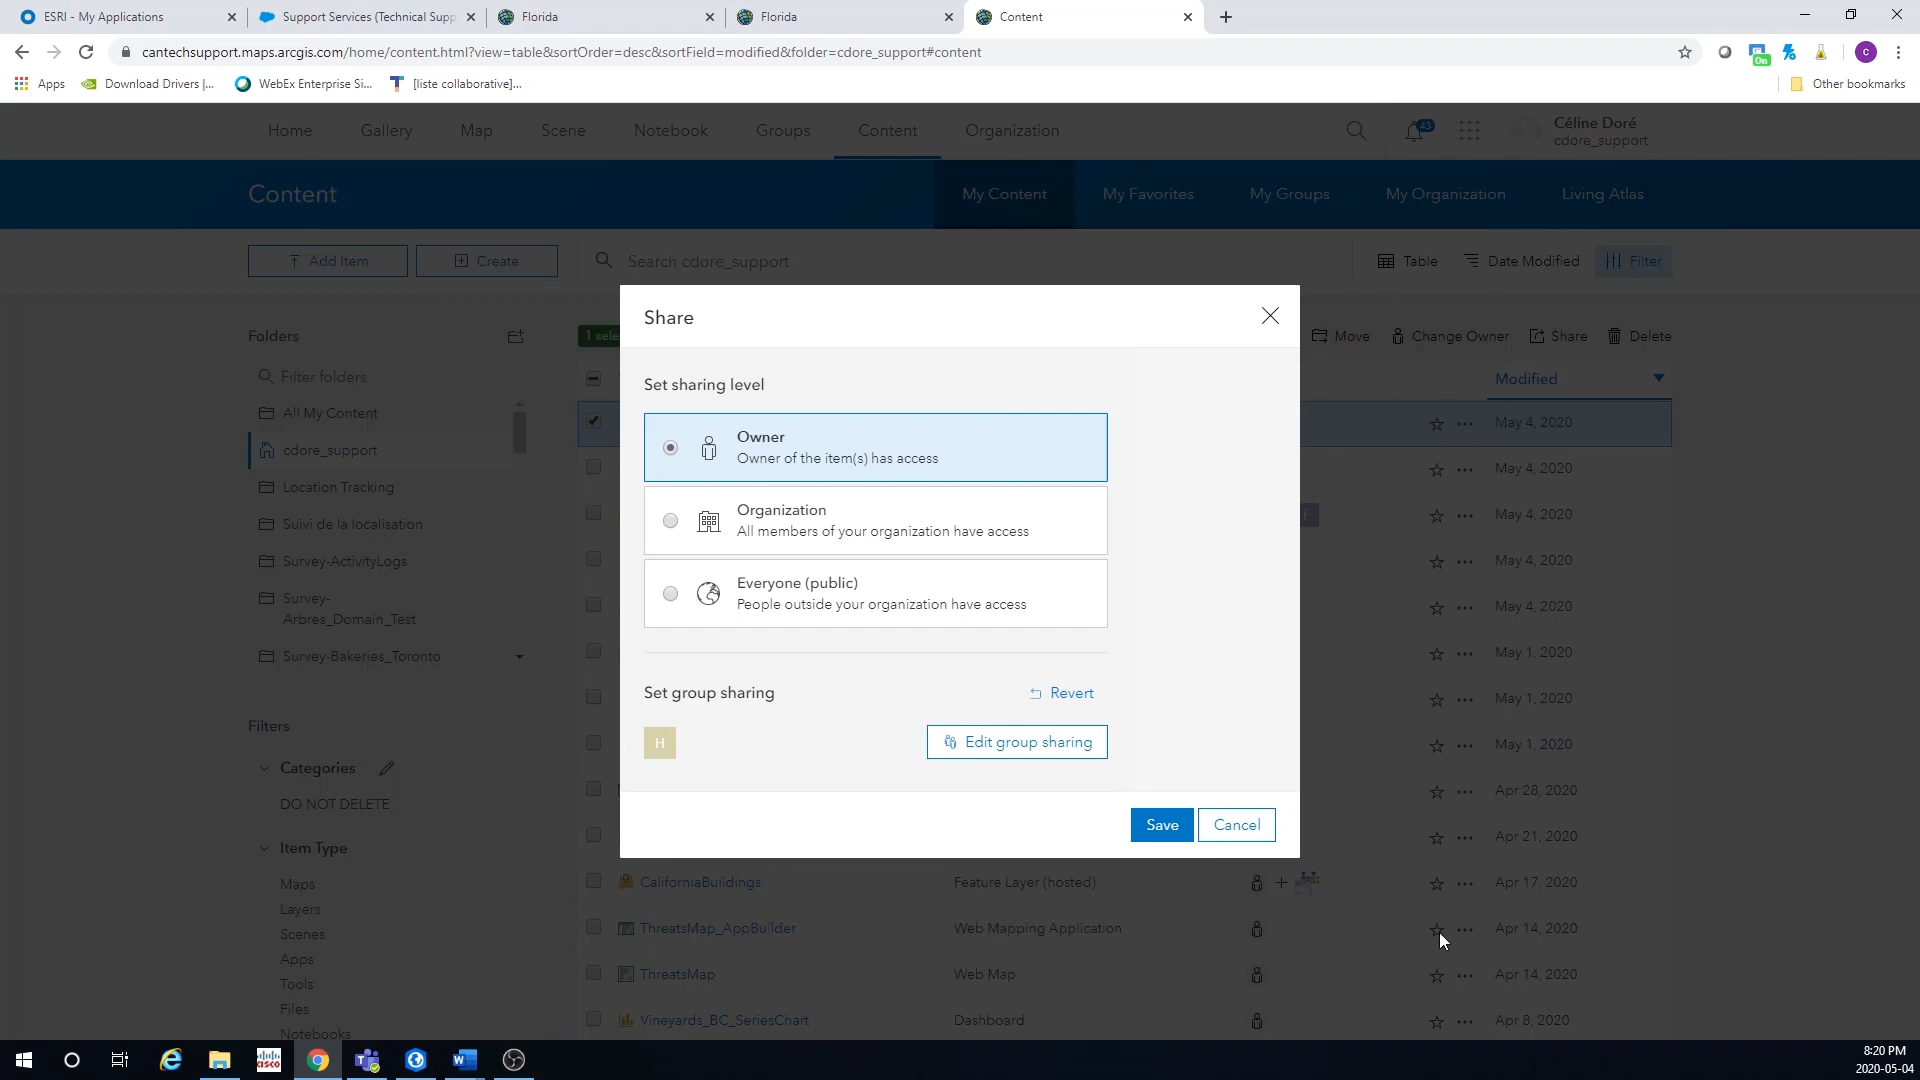 ESRI - My Applications
Support Services (Technical Supp
Florida
Florida
Content
cantechsupport.maps.arcgis.com/home/content.html?view=table&sortOrder=desc&sortField=modified&folder=cdore_support#content
On
c
Apps
Download Drivers |...
WebEx Enterprise Si...
[liste collaborative]...
Other bookmarks
Home
Gallery
Map
Scene
Notebook
Groups
Content
Organization
43
Céline Doré
cdore_support
Content
My Content
My Favorites
My Groups
My Organization
Living Atlas
Add Item
Create
Search cdore_support
Table
Date Modified
Filter
Folders
Filter folders
All My Content
cdore_support
Location Tracking
Suivi de la localisation
Survey-ActivityLogs
Survey-
Arbres_Domain_Test
Survey-Bakeries_Toronto
Filters
Categories
DO NOT DELETE
Item Type
Maps
Layers
Scenes
Apps
Tools
Files
Notebooks
1 sele
Move
Change Owner
Share
Delete
Modified
May 4, 2020
May 4, 2020
F
May 4, 2020
May 4, 2020
May 4, 2020
May 1, 2020
May 1, 2020
May 1, 2020
Apr 28, 2020
Apr 21, 2020
Share
Set sharing level
Owner
Owner of the item(s) has access
Organization
All members of your organization have access
Everyone (public)
People outside your organization have access
Set group sharing
Revert
H
Edit group sharing
Save
Cancel
CaliforniaBuildings
Feature Layer (hosted)
Apr 17, 2020
ThreatsMap_AppBuilder
Web Mapping Application
Apr 14, 2020
ThreatsMap
Web Map
Apr 14, 2020
Vineyards_BC_SeriesChart
Dashboard
Apr 8, 2020
8:20 PM
2020-05-04